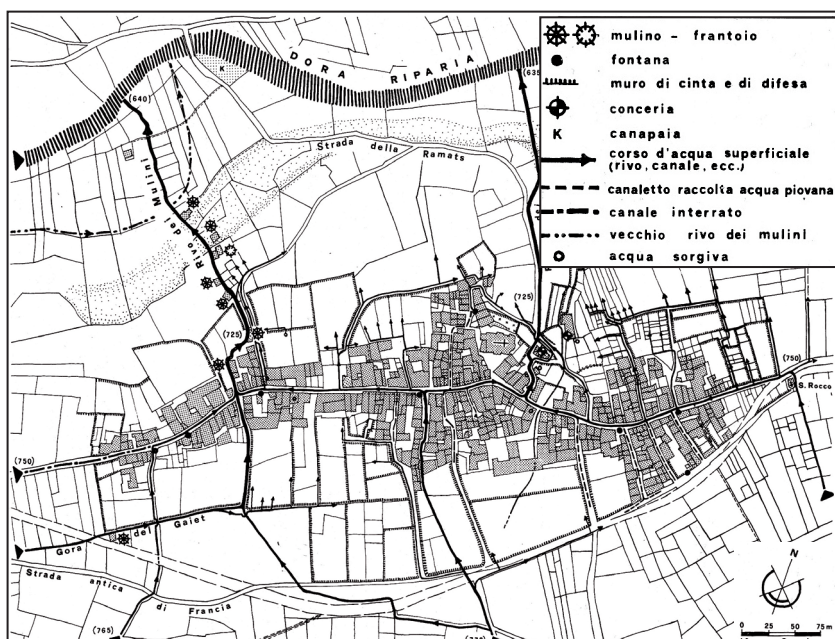 mulino - frantoio
fontana
muro di cinta e di difesa
conceria
K canapaia
corso d'acqua superficiale
(rivo, canale, ecc.)
canaletto raccolta acqua piovana
canale interrato
vecchio rivo dei mulini
acqua sorgiva
DORA RIPARIA
K
(640)
(635
Strada della Ramats
Rivo dei Mulini
(725)
(725)
(750)
S. Rocco
(750)
Gora del Gaiet
Strada antica di Francia
(765)
N
0 25 50 75m